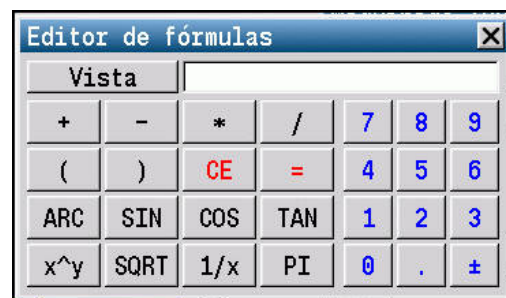 Editor de fórmulas X
Vista
+ - * / 7 8 9
( ) CE = 4 5 6
ARC SIN COS TAN 1 2 3
x^y SQRT 1/x PI 0 . ±